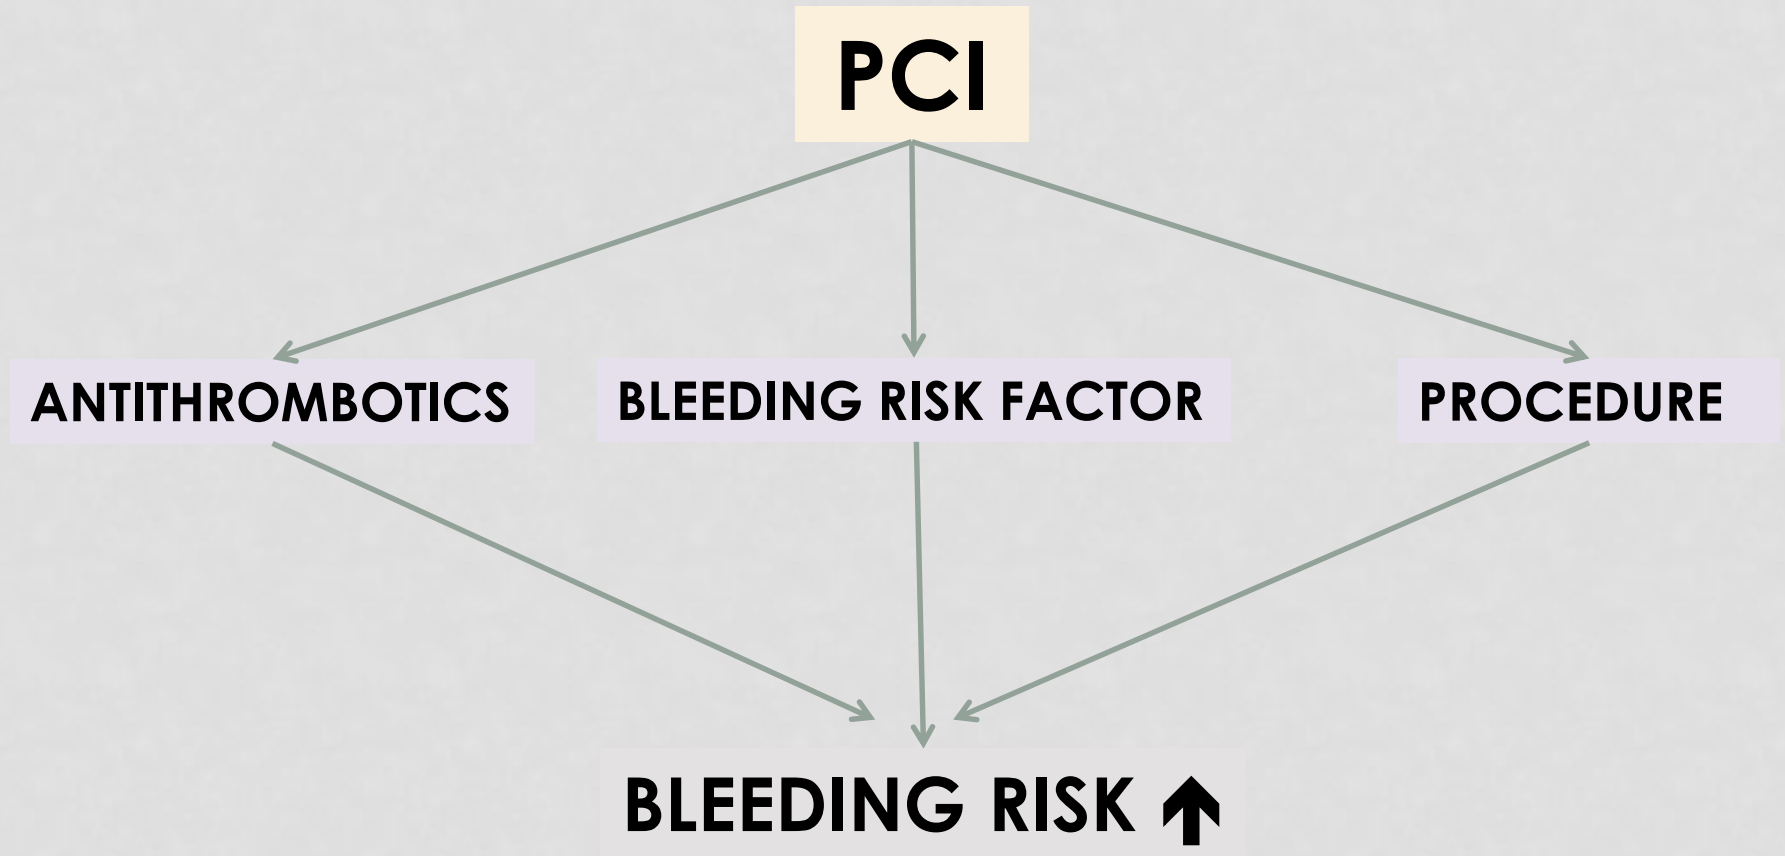 PCI
ANTITHROMBOTICS
BLEEDING RISK FACTOR
PROCEDURE
BLEEDING RISK ↑